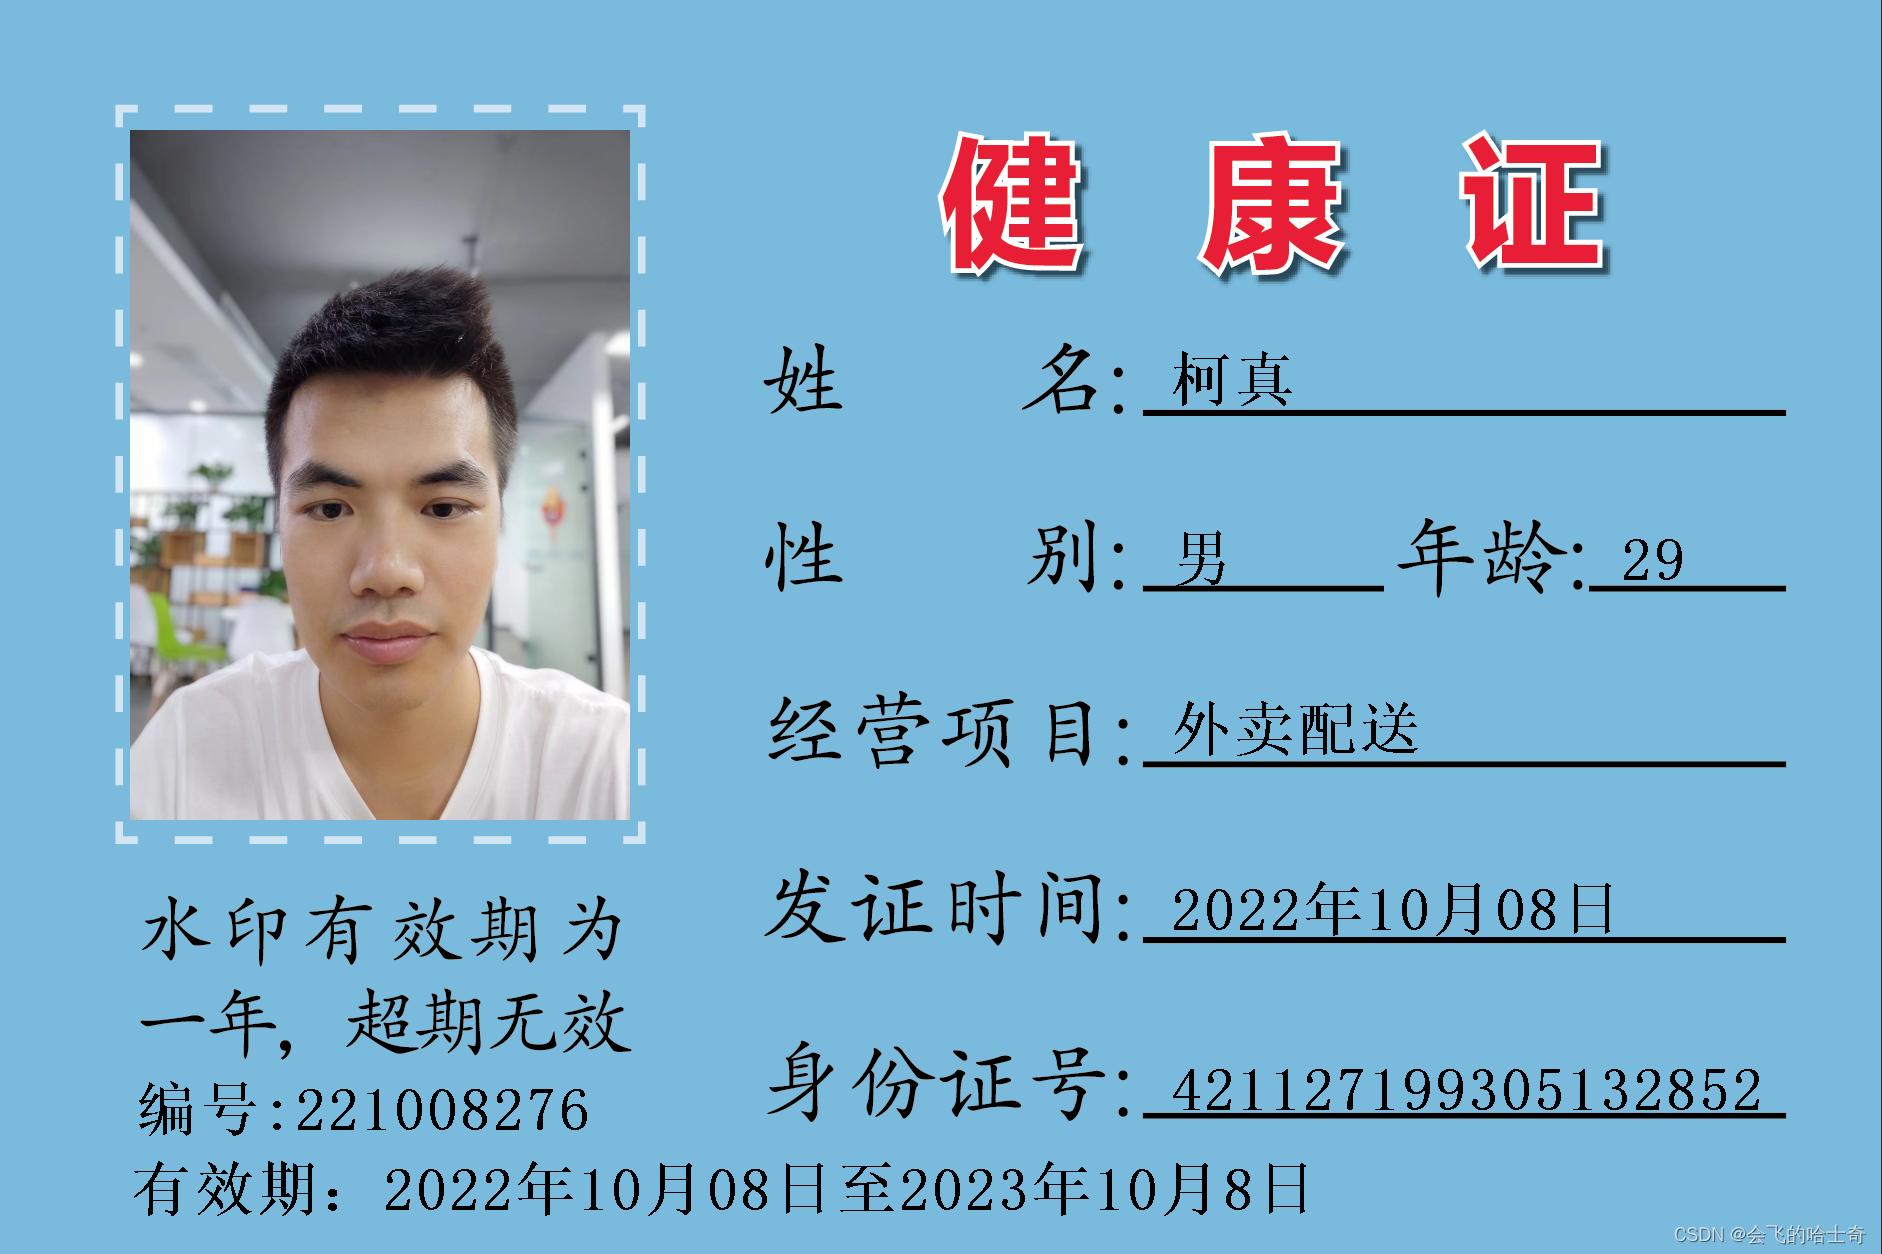 健康证
姓名: 柯真
性别: 男 年龄: 29
经营项目: 外卖配送
发证时间: 2022年10月08日
身份证号: 421127199305132852
水印有效期为
一年，超期无效
编号:221008276
有效期：2022年10月08日至2023年10月8日
CSDN @会飞的哈士奇